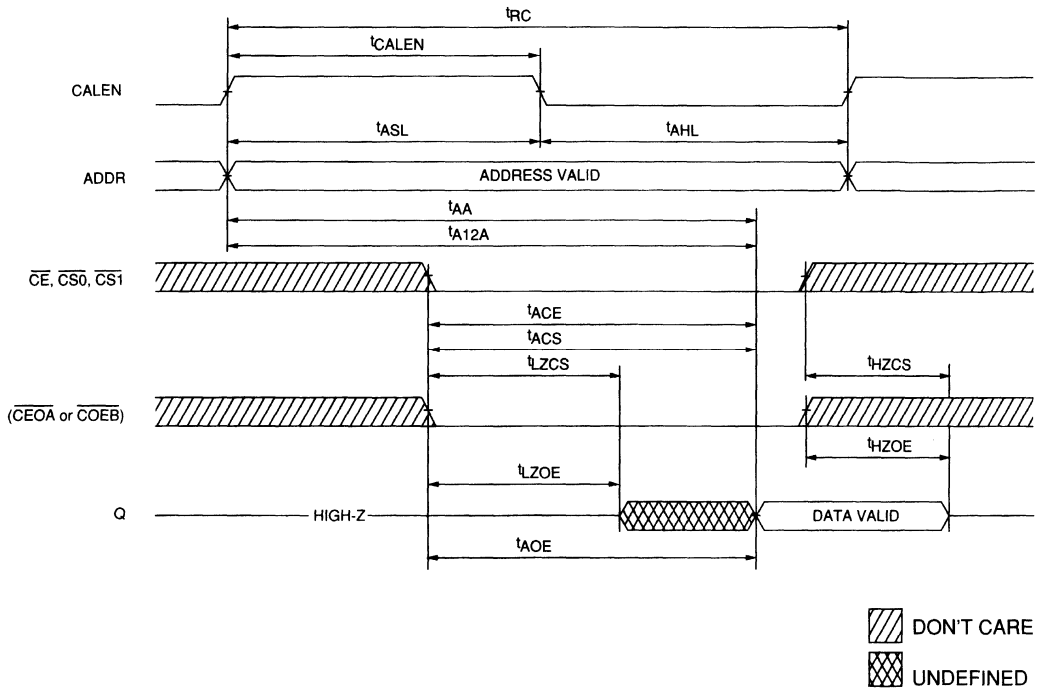 tRC
tCALEN
CALEN
tASL
tAHL
ADDR
ADDRESS VALID
tAA
tA12A
CE, CS0, CS1
tACE
tACS
tLZCS
tHZCS
(CEOA or COEB)
tHZOE
tLZOE
Q
HIGH-Z
DATA VALID
tAOE
DON'T CARE
UNDEFINED